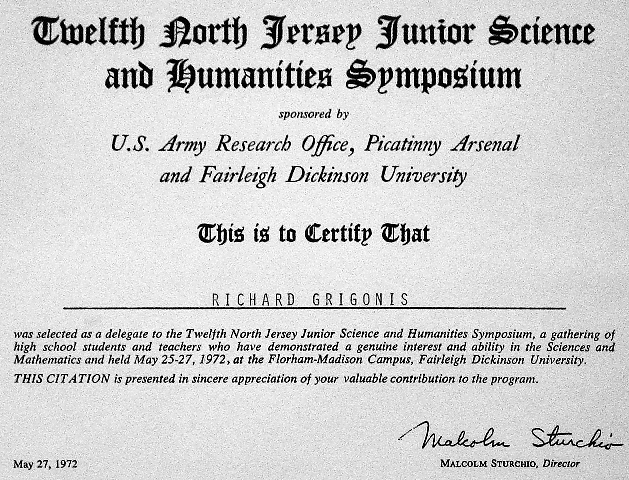 Twelfth North Jersey Junior Science
and Humanities Symposium
sponsored by
U.S. Army Research Office, Picatinny Arsenal
and Fairleigh Dickinson University
This is to Certify That
RICHARD GRIGONIS
was selected as a delegate to the Twelfth North Jersey Junior Science and Humanities Symposium, a gathering of
high school students and teachers who have demonstrated a genuine interest and ability in the Sciences and
Mathematics and held May 25-27, 1972, at the Florham-Madison Campus, Fairleigh Dickinson University.
THIS CITATION is presented in sincere appreciation of your valuable contribution to the program.
Malcolm Sturchio
May 27, 1972
MALCOLM STURCHIO, Director